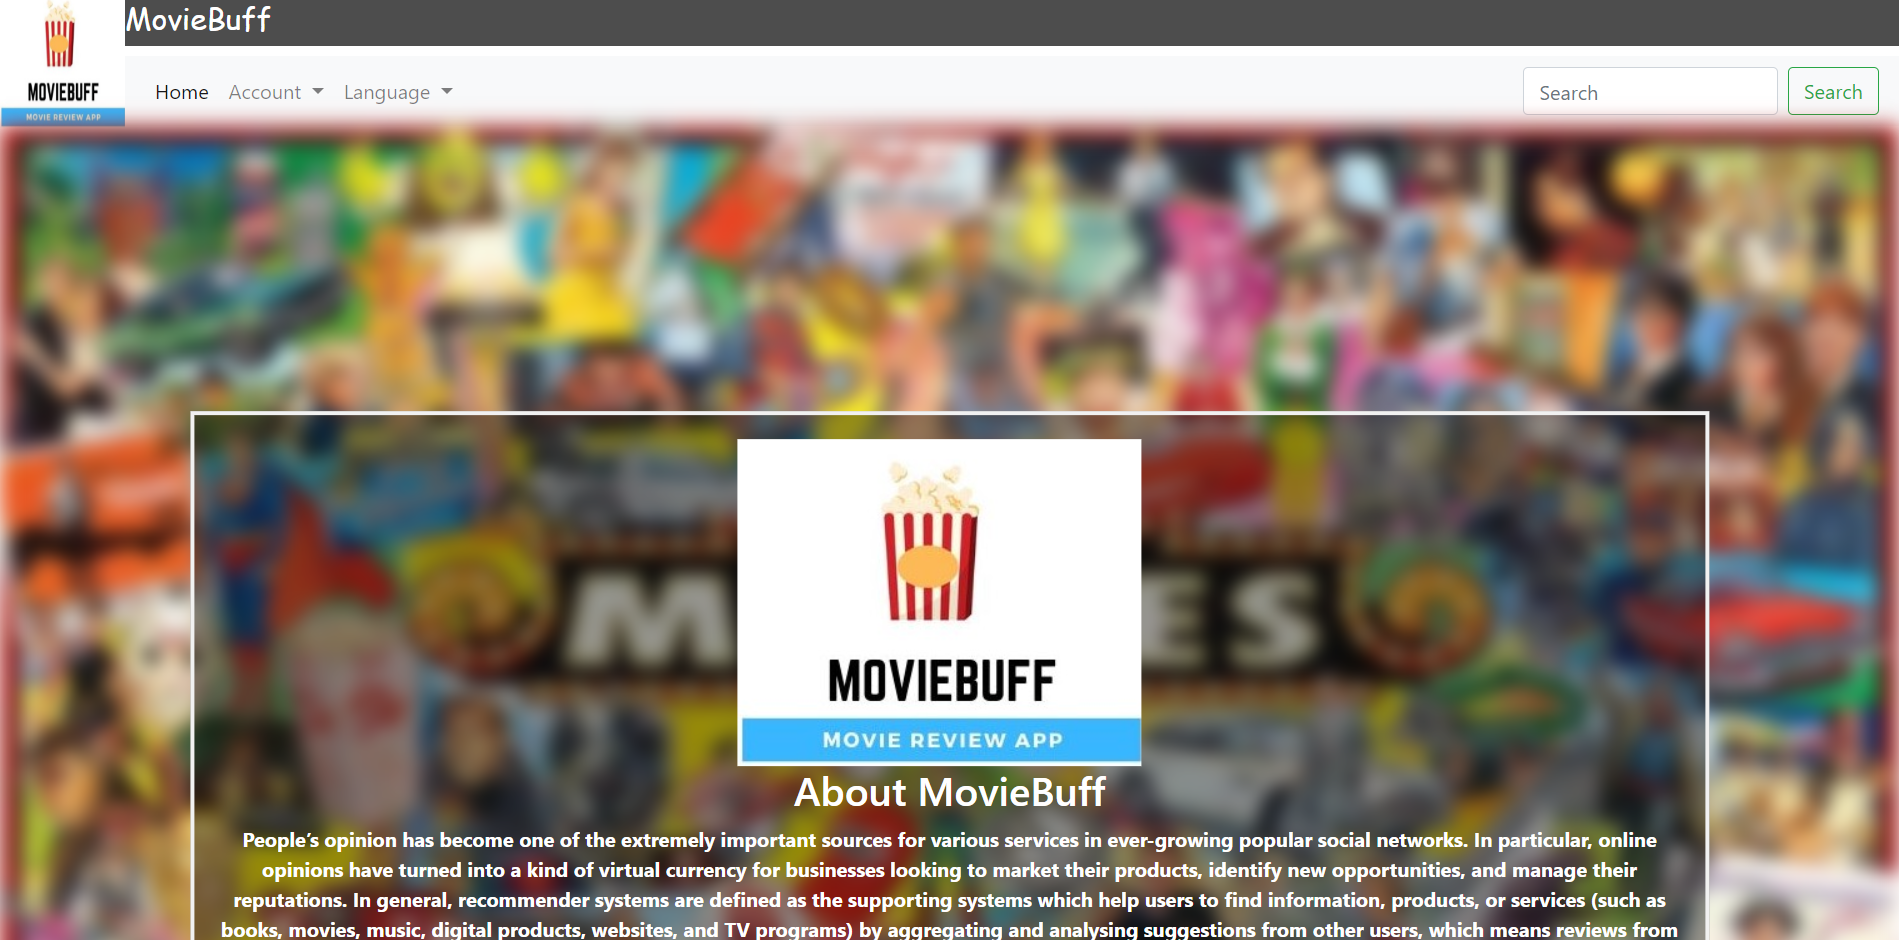 MovieBuff
MOVIEBUFF
MOVIE REVIEW APP
Home Account Language
Search Search
MOVIEBUFF
MOVIE REVIEW APP
About MovieBuff
People’s opinion has become one of the extremely important sources for various services in ever-growing popular social networks. In particular, online
opinions have turned into a kind of virtual currency for businesses looking to market their products, identify new opportunities, and manage their
reputations. In general, recommender systems are defined as the supporting systems which help users to find information, products, or services (such as
books, movies, music, digital products, websites, and TV programs) by aggregating and analysing suggestions from other users, which means reviews from